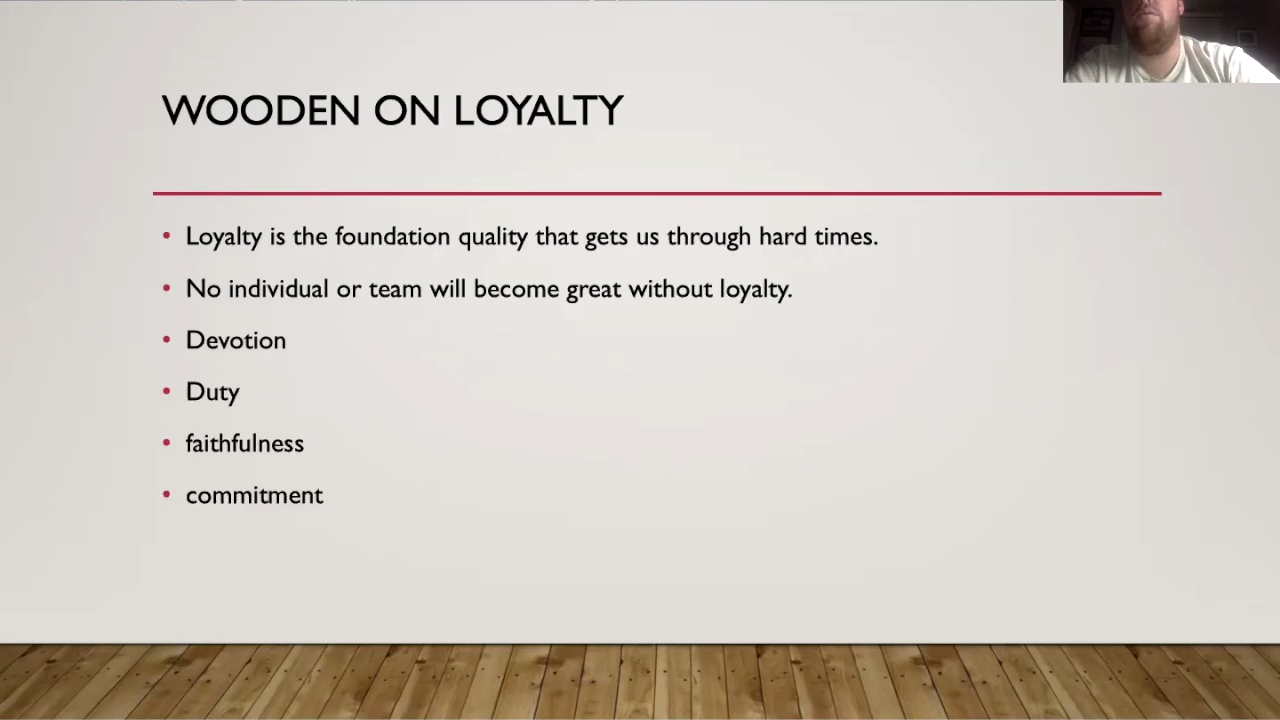 WOODEN ON LOYALTY
• Loyalty is the foundation quality that gets us through hard times.
• No individual or team will become great without loyalty.
• Devotion
• Duty
• faithfulness
• commitment